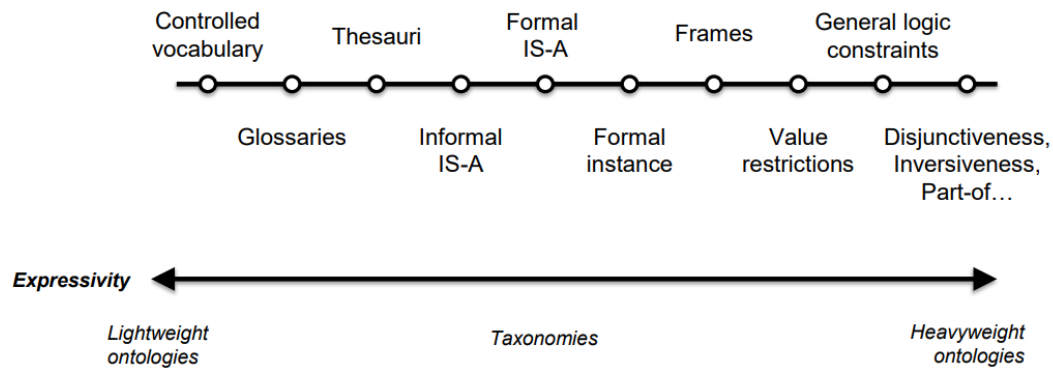 Controlled
vocabulary
Thesauri
Formal
IS-A
Frames
General logic
constraints
Glossaries
Informal
IS-A
Formal
instance
Value
restrictions
Disjunctiveness,
Inversiveness,
Part-of…
Expressivity
Lightweight
ontologies
Taxonomies
Heavyweight
ontologies